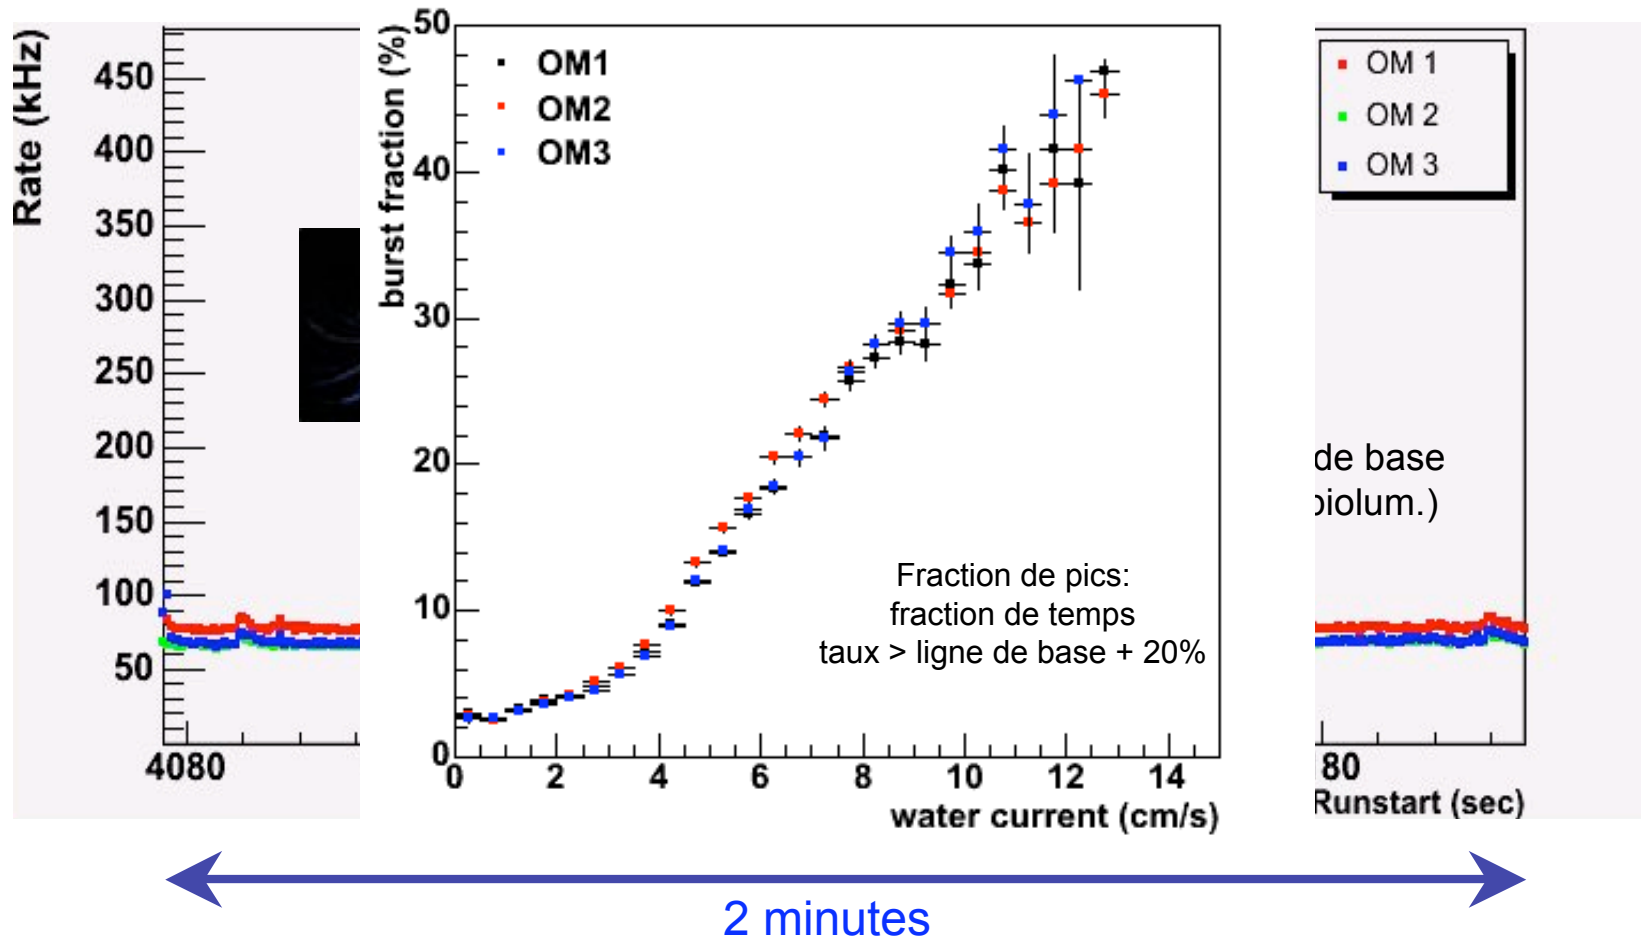 Rate (kHz)
450
400
350
300
250
200
150
100
50
4080
burst fraction (%)
50
40
30
20
10
0
OM1
OM2
OM3
Fraction de pics:
fraction de temps
taux > ligne de base + 20%
0 2 4 6 8 10 12 14
water current (cm/s)
OM 1
OM 2
OM 3
de base
biolum.)
80
Runstart (sec)
2 minutes